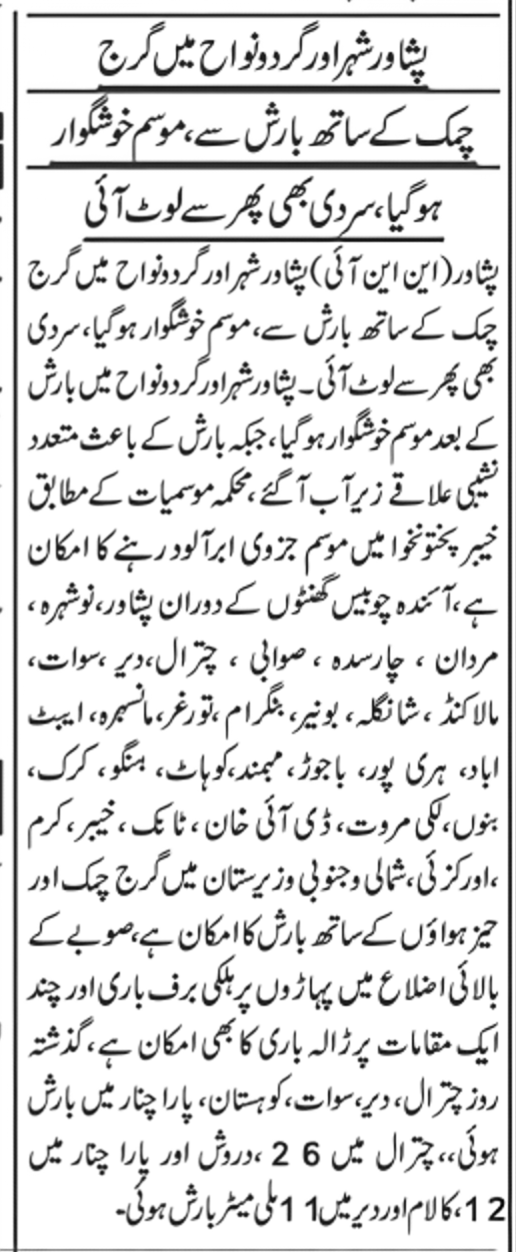 پشاور شہر اور گردونواح میں گرج
چمک کے ساتھ بارش سے، موسم خوشگوار
ہوگیا، سردی بھی پھر سے لوٹ آئی
پشاور (این این آئی) پشاور شہر اور گردونواح میں گرج
چمک کے ساتھ بارش سے، موسم خوشگوار ہوگیا، سردی
بھی پھر سے لوٹ آئی۔ پشاور شہر اور گردونواح میں بارش
کے بعد موسم خوشگوار ہوگیا، جبکہ بارش کے باعث متعدد
نشیبی علاقے زیر آب آگئے، محکمہ موسمیات کے مطابق
خیبر پختونخوا میں موسم جزوی ابر آلود رہنے کا امکان
ہے، آئندہ چوبیس گھنٹوں کے دوران پشاور، نوشہرہ،
مردان ، چارسدہ ، صوابی ، چترال، دیر ،سوات،
مالاکنڈ ، شانگلہ، بونیر، بنگرام ،تورغر، مانسہرہ، ایبٹ
اباد، ہری پور، باجوڑ، مہمند، کوہاٹ، ہنگو، کرک،
بنوں، لکی مروت، ڈی آئی خان ، ٹانک ، خیبر، کرم
،اورکزئی، شمالی و جنوبی وزیرستان میں گرج چمک اور
تیز ہواؤں کے ساتھ بارش کا امکان ہے، صوبے کے
بالائی اضلاع میں پہاڑوں پر ہلکی برف باری اور چند
ایک مقامات پر ژالہ باری کا بھی امکان ہے، گذشتہ
روز چترال، دیر، سوات، کوہستان، پارا چنار میں بارش
ہوئی،، چترال میں 26 ،دروش اور پارا چنار میں
12، کالام اور دیر میں 11 ملی میٹر بارش ہوئی۔